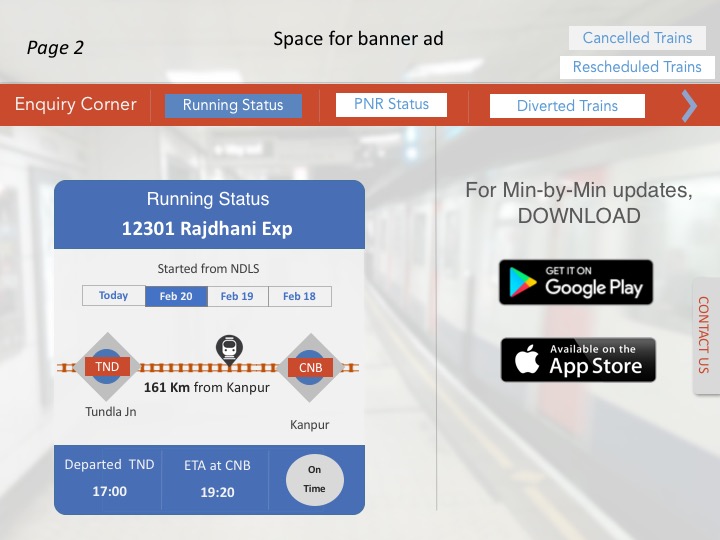 Page 2
Space for banner ad
Cancelled Trains
Rescheduled Trains
Enquiry Corner
Running Status
PNR Status
Diverted Trains
Running Status
12301 Rajdhani Exp
Started from NDLS
Today
Feb 20
Feb 19
Feb 18
TND
CNB
161 Km from Kanpur
Tundla Jn
Kanpur
Departed TND
17:00
ETA at CNB
19:20
On
Time
For Min-by-Min updates,
DOWNLOAD
GET IT ON
Google Play
Available on the
App Store
CONTACT US